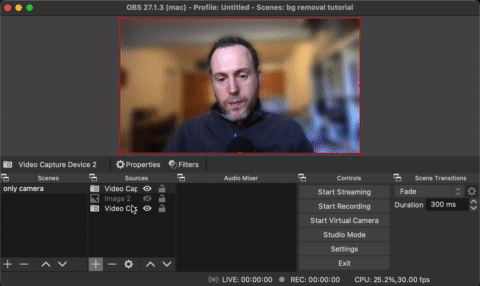 OBS 27.1.3 (mac) - Profile: Untitled - Scenes: bg removal tutorial
Video Capture Device 2 Properties Filters
Scenes Sources Audio Mixer Controls Scene Transitions
only camera
Video Cap
Image 2
Video C
Start Streaming
Start Recording
Start Virtual Camera
Studio Mode
Settings
Exit
Fade
Duration 300 ms
LIVE: 00:00:00 REC: 00:00:00 CPU: 25.2%,30.00 fps